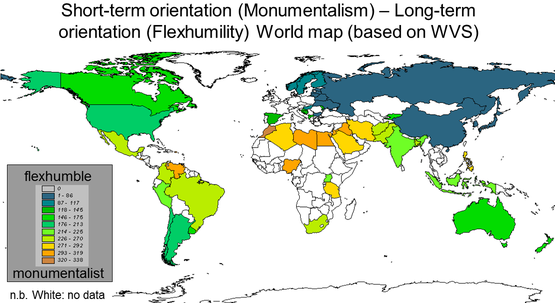 Short-term orientation (Monumentalism) – Long-term
orientation (Flexhumility) World map (based on WVS)
flexhumble
0
1 - 86
87 - 117
118 - 145
146 - 175
176 - 213
214 - 225
226 - 270
271 - 292
293 - 319
320 - 338
monumentalist
n.b. White: no data